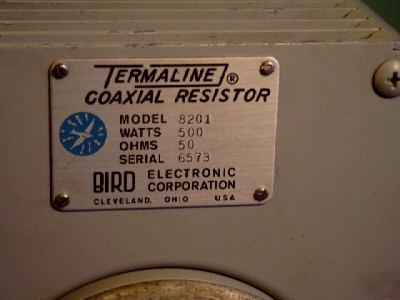 TERMALINE®
COAXIAL RESISTOR
MODEL 8201
WATTS 500
OHMS 50
SERIAL 6573
BIRD ELECTRONIC
CORPORATION
CLEVELAND, OHIO USA